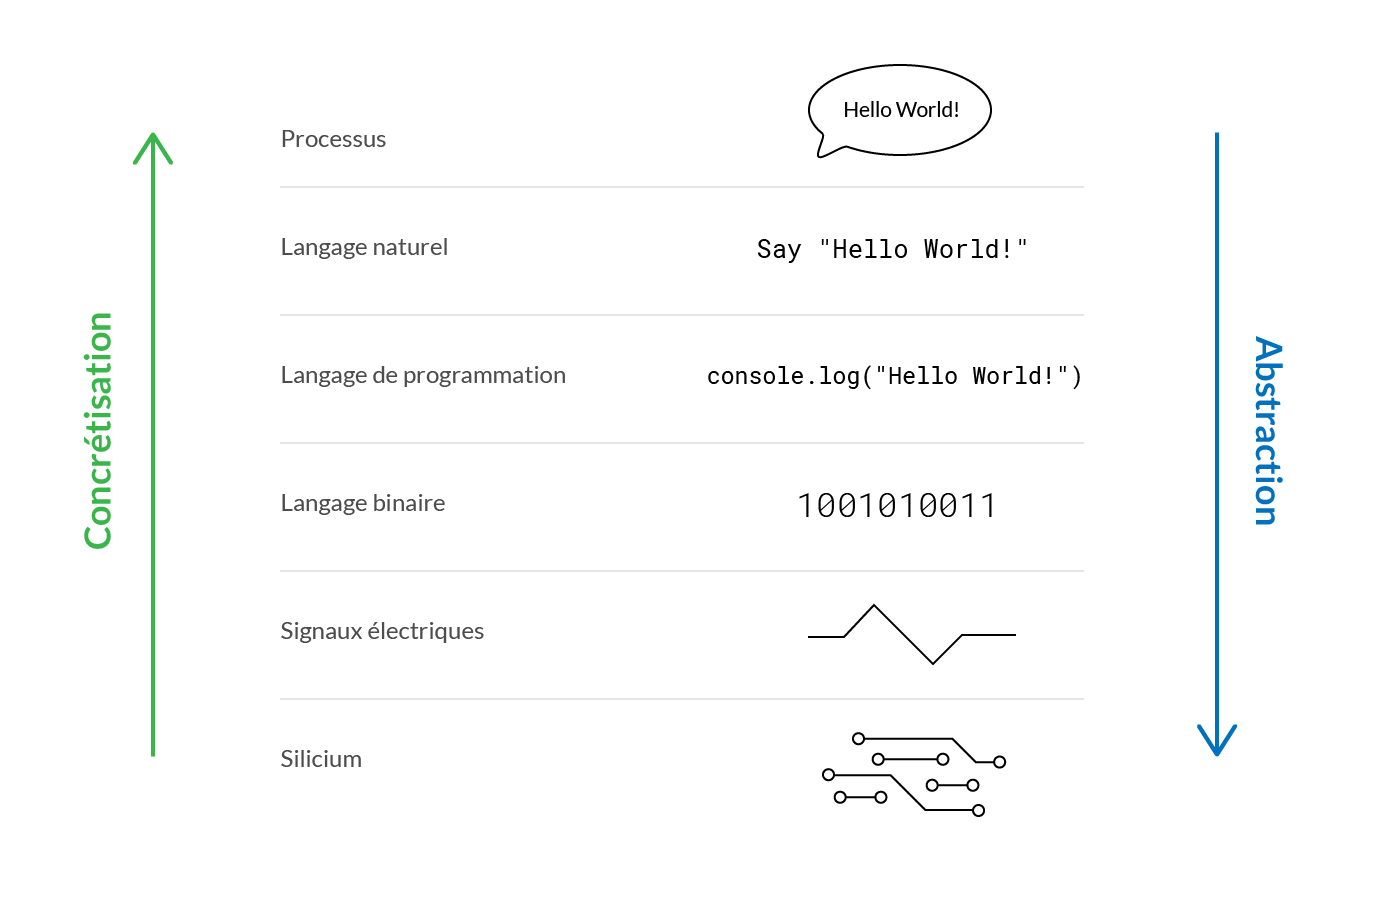 Hello World!
Processus
Langage naturel
Say "Hello World!"
Concrétisation
Abstraction
Langage de programmation
console.log("Hello World!")
Langage binaire
1001010011
Signaux électriques
Silicium